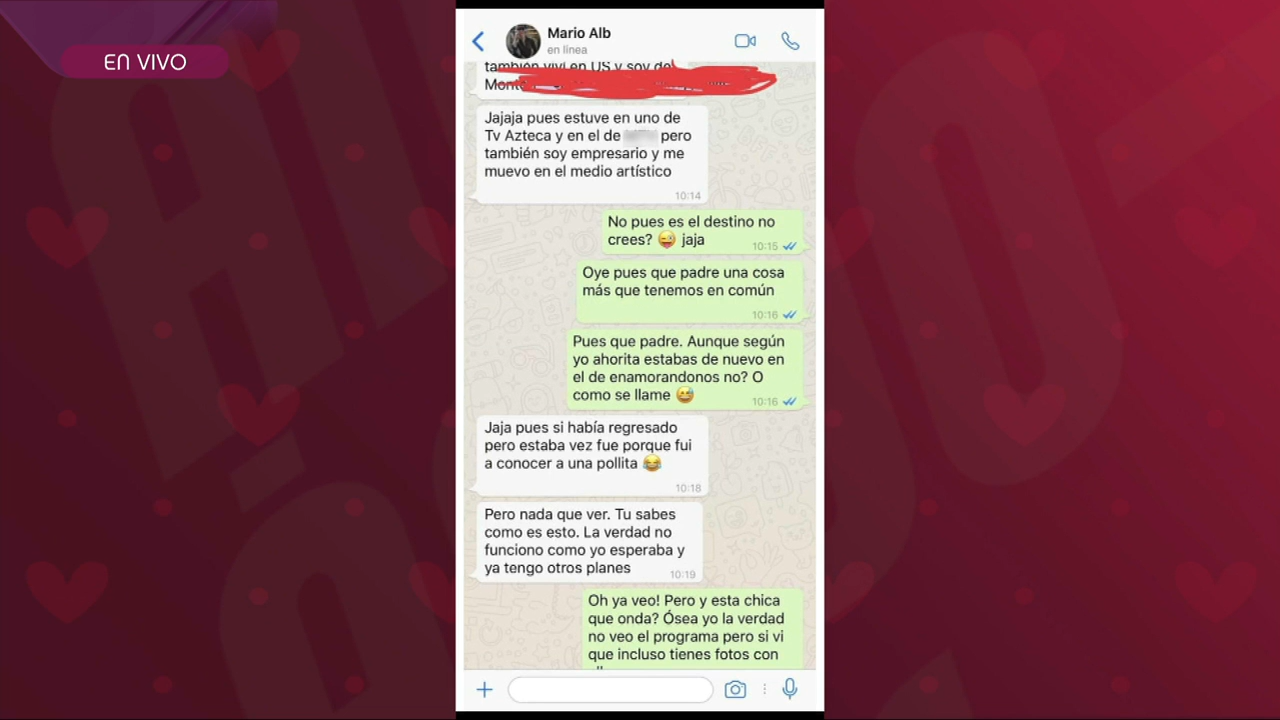 EN VIVO
Mario Alb
en línea
también viví en US y soy de
Jajaja pues estuve en uno de
Tv Azteca y en el de pero
también soy empresario y me
muevo en el medio artístico
10:14
No pues es el destino no
crees? 😜 jaja
10:15
Oye pues que padre una cosa
más que tenemos en común
10:16
Pues que padre. Aunque según
yo ahorita estabas de nuevo en
el de enamorandonos no? O
como se llame 😅
10:16
Jaja pues si había regresado
pero estaba vez fue porque fui
a conocer a una pollita 😂
10:18
Pero nada que ver. Tu sabes
como es esto. La verdad no
funciono como yo esperaba y
ya tengo otros planes
10:19
Oh ya veo! Pero y esta chica
que onda? Ósea yo la verdad
no veo el programa pero si vi
que incluso tienes fotos con